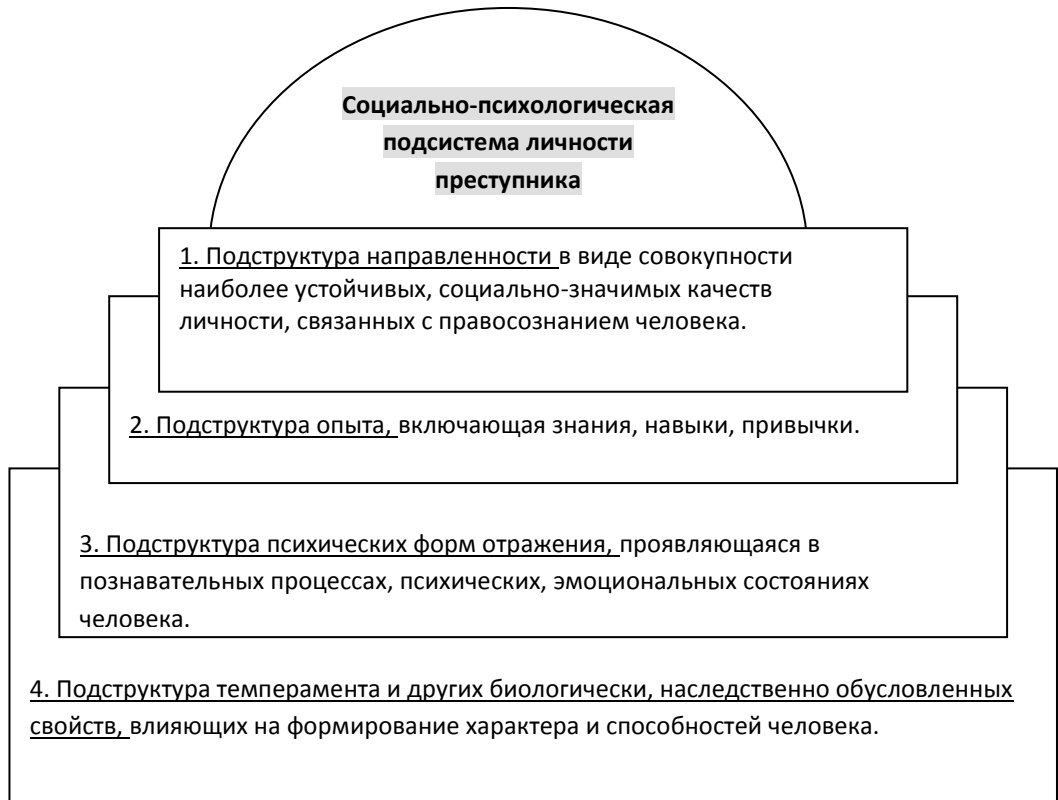 Социально-психологическая
подсистема личности
преступника
1. Подструктура направленности в виде совокупности
наиболее устойчивых, социально-значимых качеств
личности, связанных с правосознанием человека.
2. Подструктура опыта, включающая знания, навыки, привычки.
3. Подструктура психических форм отражения, проявляющаяся в
познавательных процессах, психических, эмоциональных состояниях
человека.
4. Подструктура темперамента и других биологически, наследственно обусловленных
свойств, влияющих на формирование характера и способностей человека.